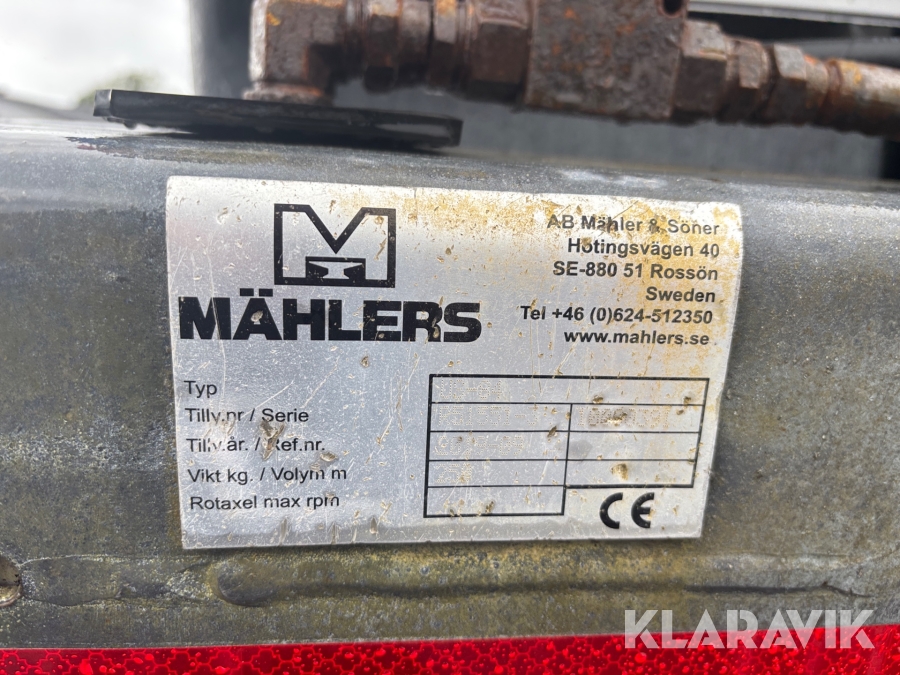 MÄHLERS
AB Mähler & Söner
Hotingsvägen 40
SE-880 51 Rossön
Sweden
Tel +46 (0)624-512350
www.mahlers.se
Typ
Tillv.nr / Serie
Tillv.år. / Ref.nr.
Vikt kg. / Volym m
Rotaxel max rpm
CE
KLARAVIK